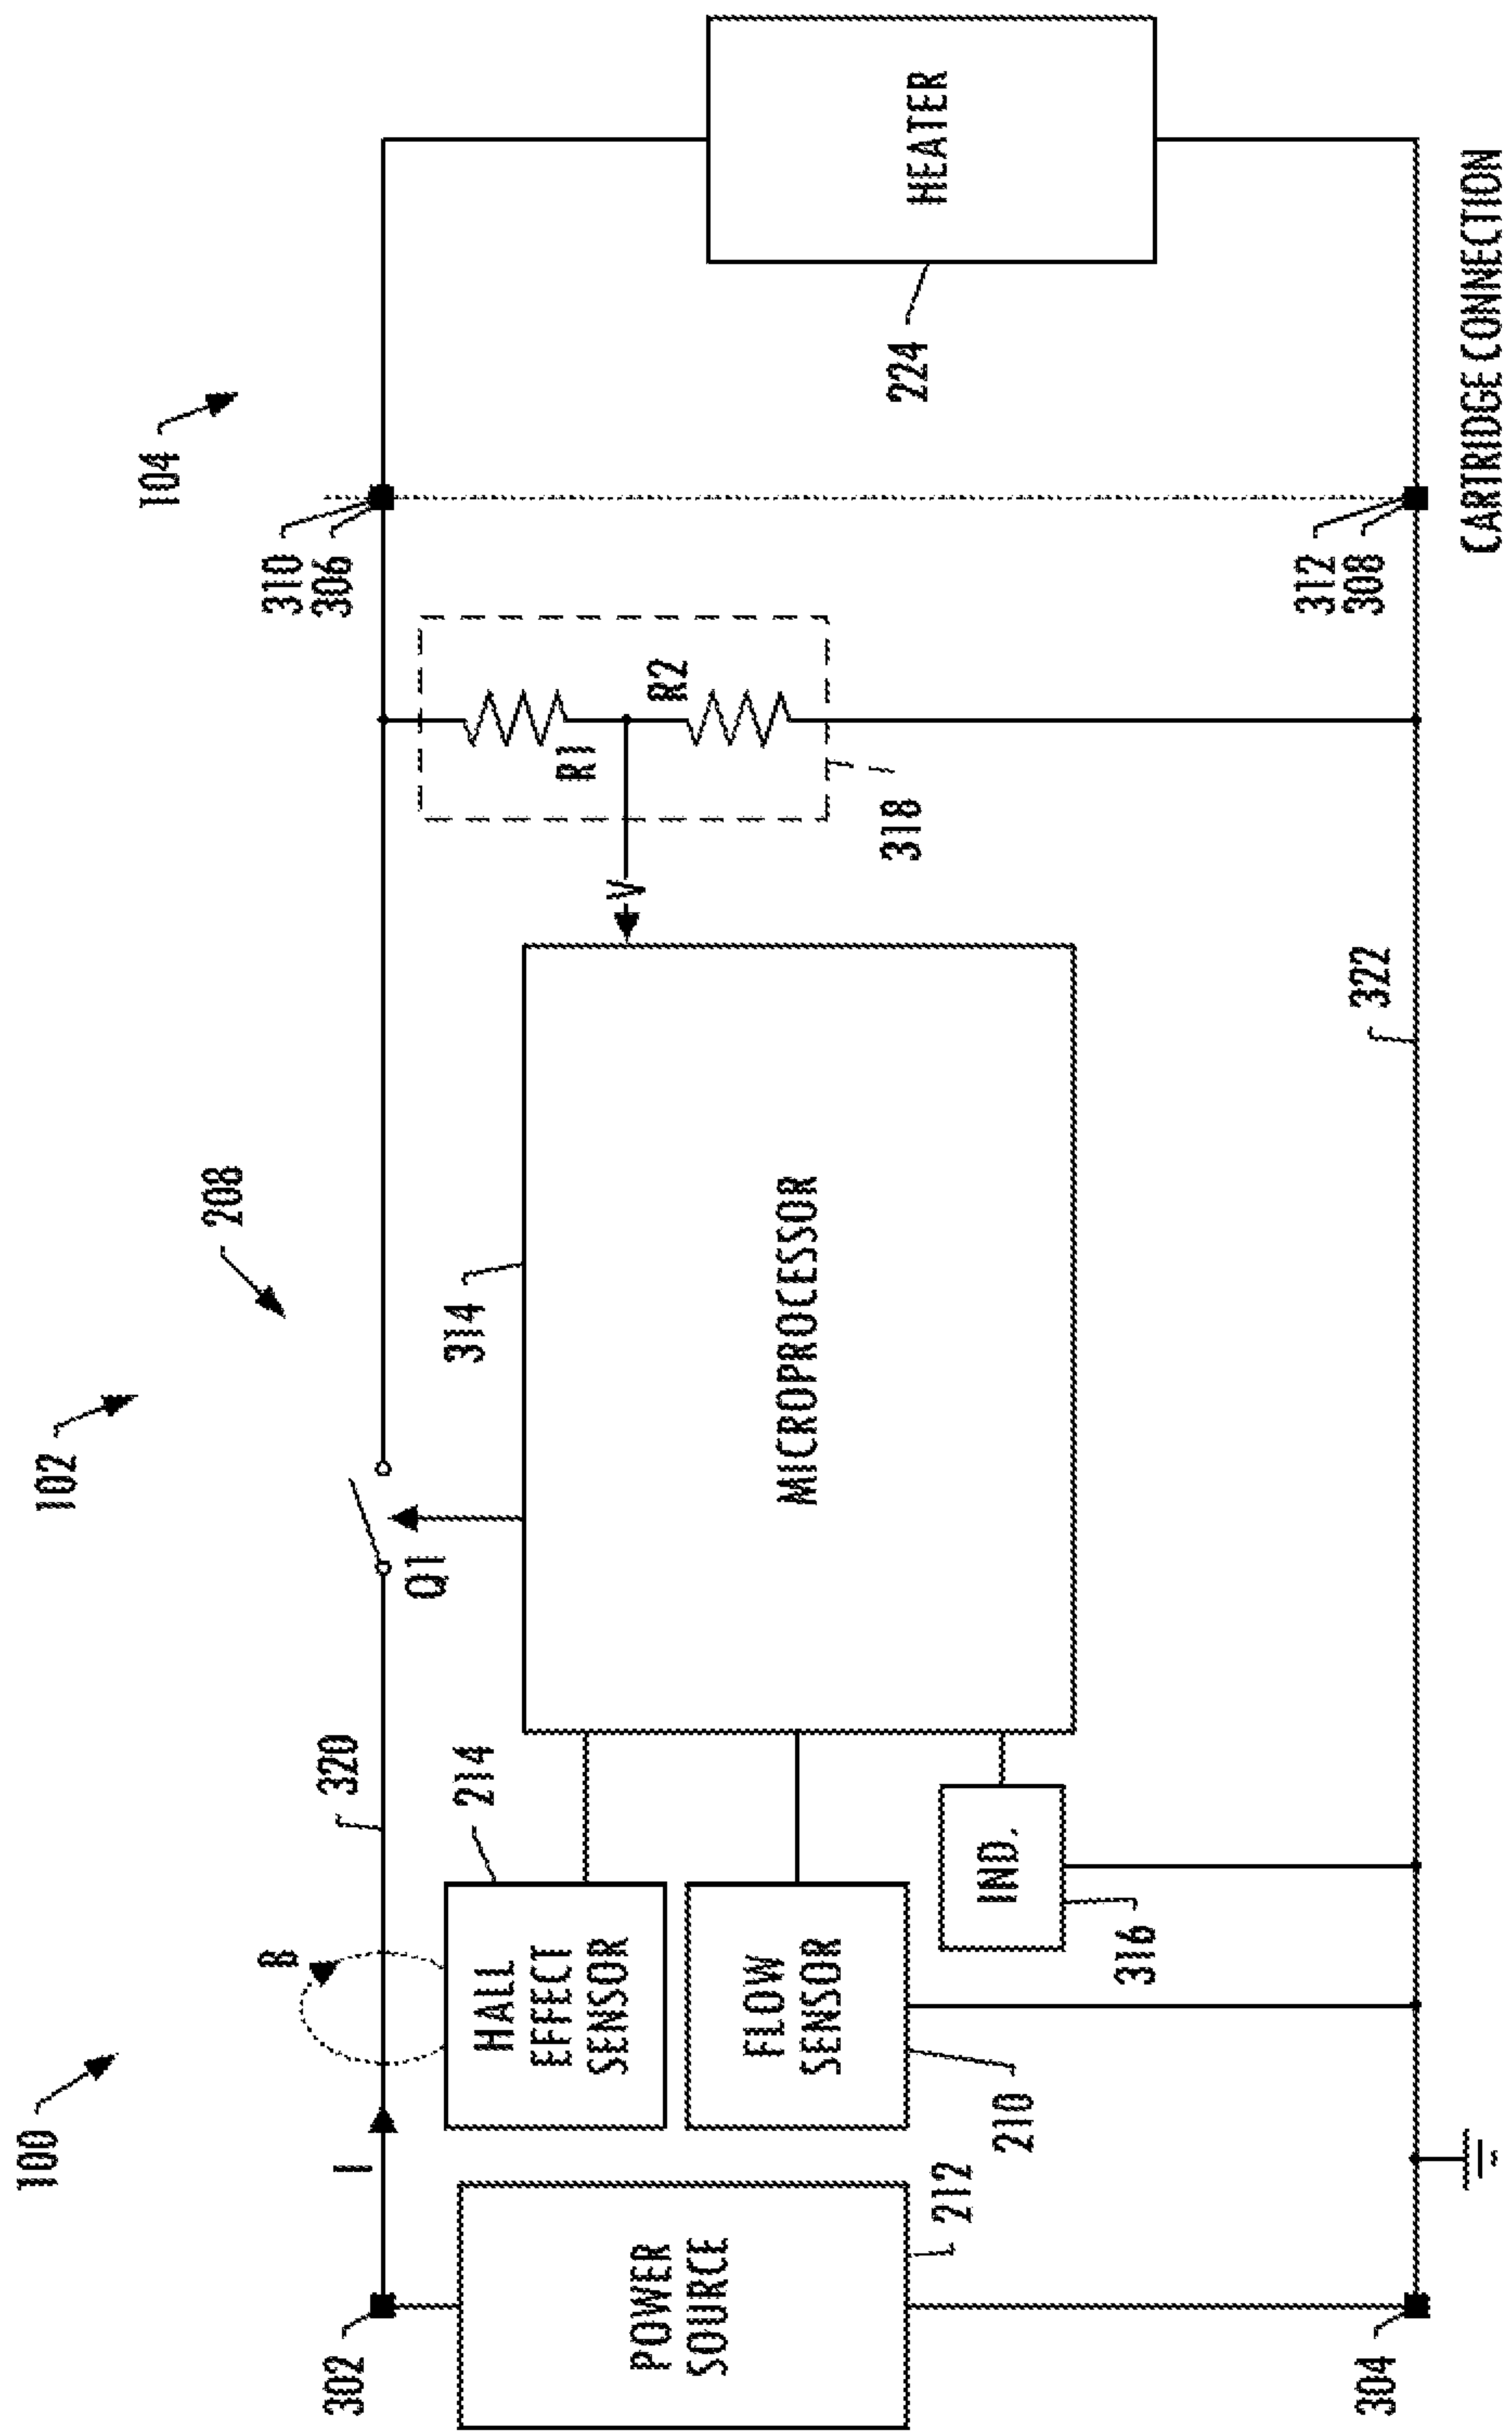 100
102
208
104
I
B
320
Q1
310
306
302
POWER
SOURCE
212
HALL
EFFECT
SENSOR
214
FLOW
SENSOR
210
IND.
316
314
MICROPROCESSOR
V
R1
R2
318
HEATER
224
304
322
312
308
CARTRIDGE CONNECTION